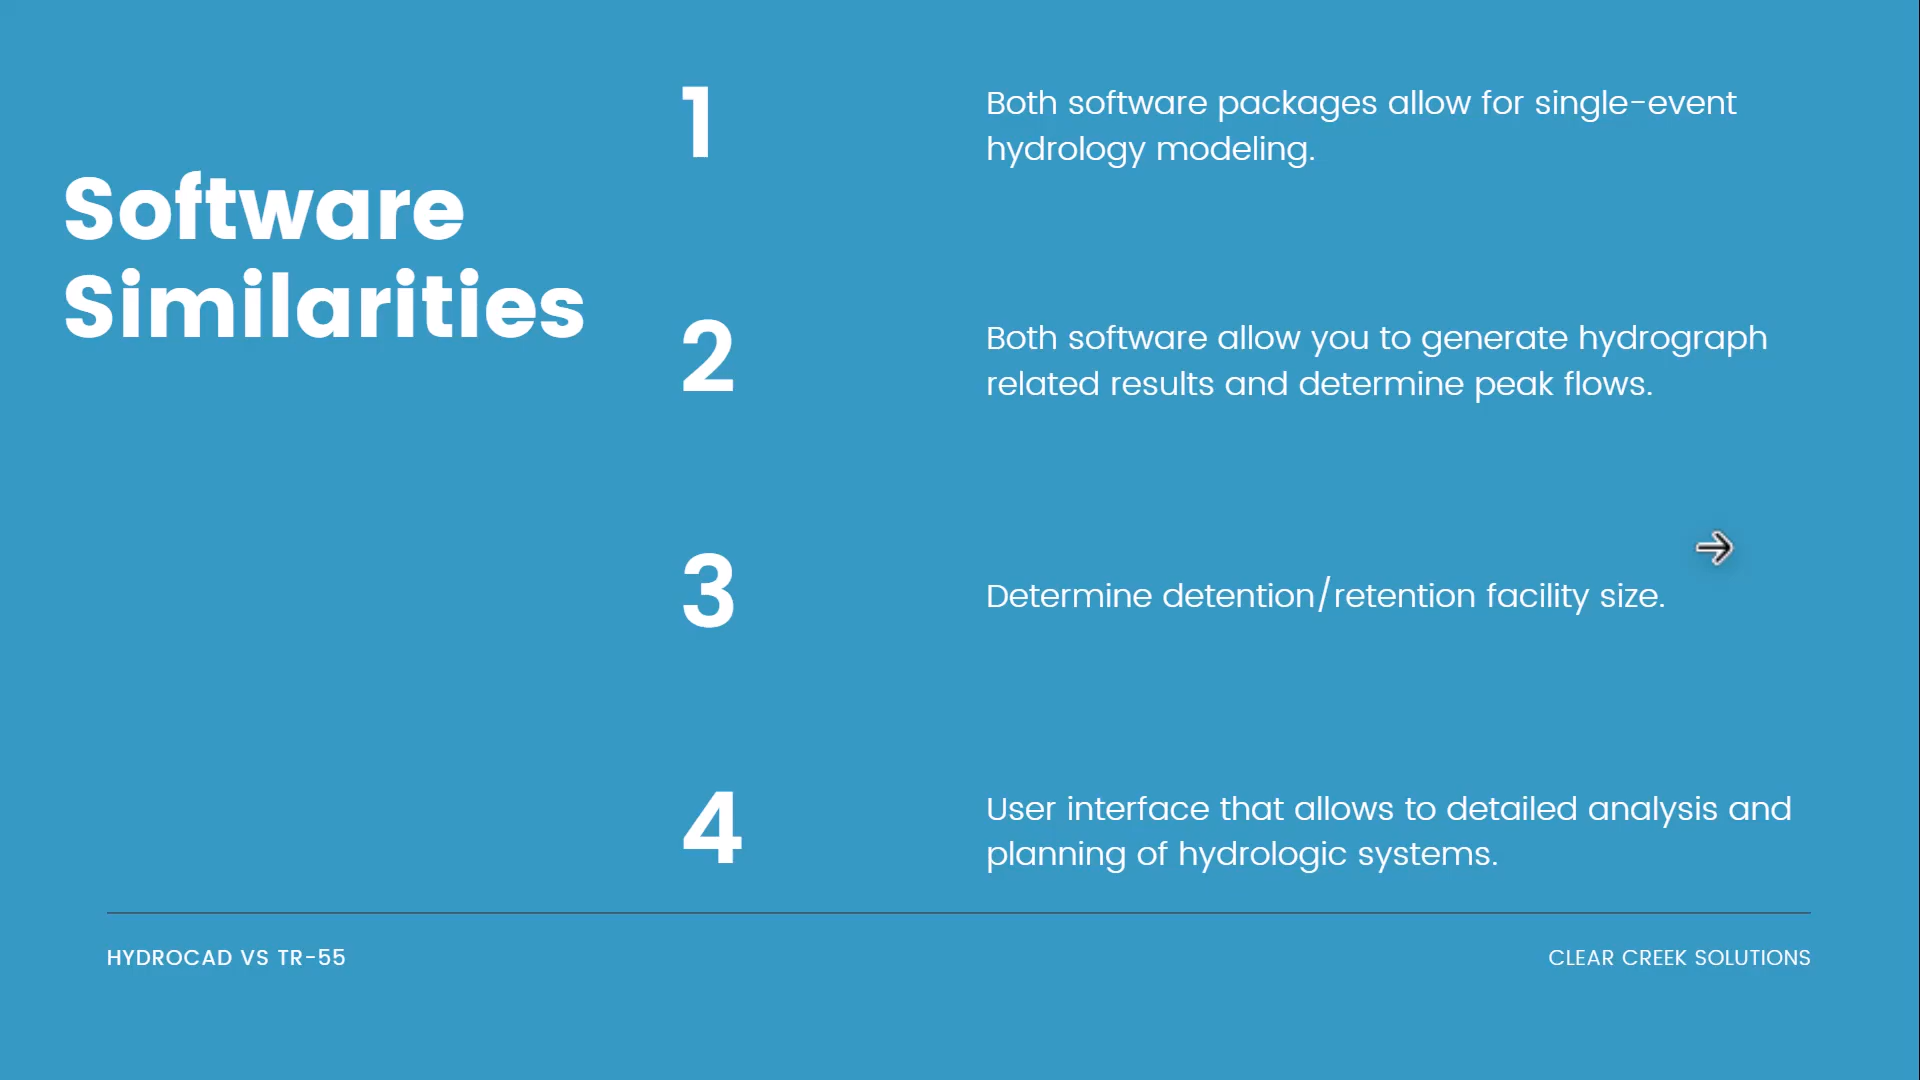 Software
Similarities
1
Both software packages allow for single-event
hydrology modeling.
2
Both software allow you to generate hydrograph
related results and determine peak flows.
3
Determine detention/retention facility size.
4
User interface that allows to detailed analysis and
planning of hydrologic systems.
HYDROCAD VS TR-55
CLEAR CREEK SOLUTIONS